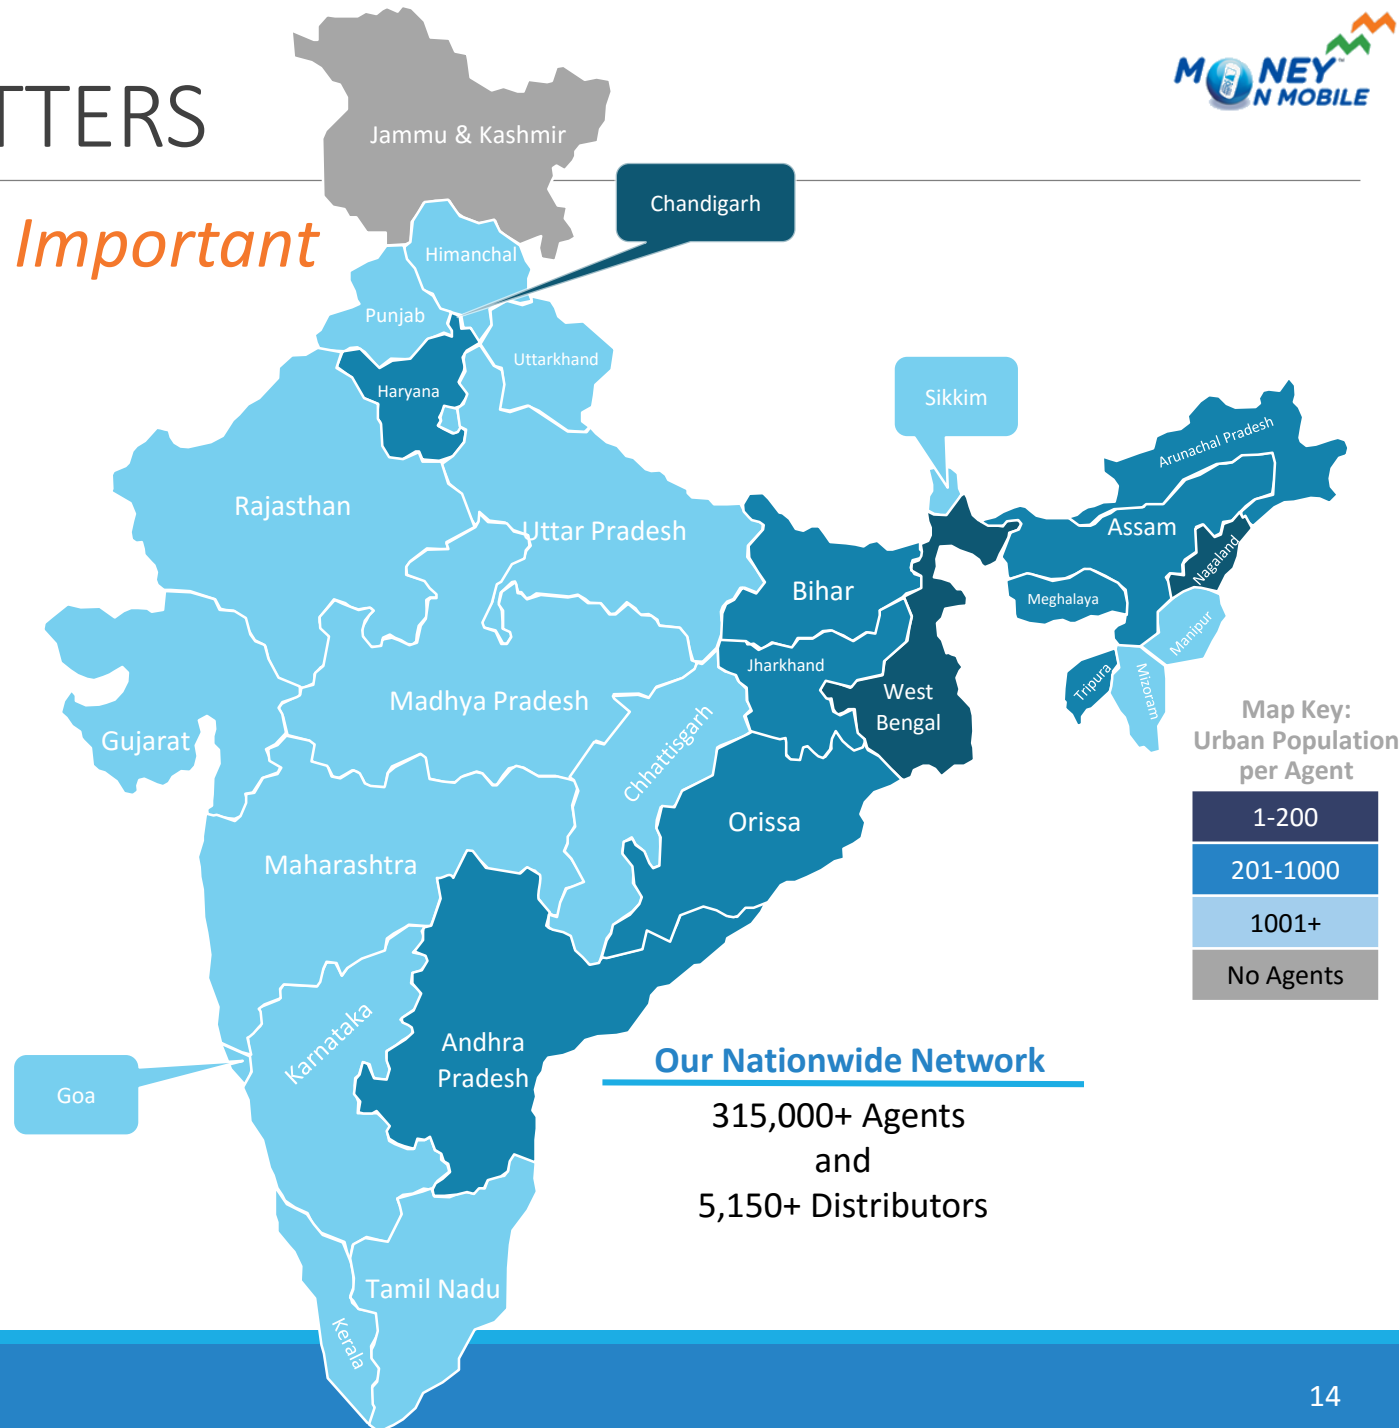 TTERS
MONEY
ON MOBILE
Important
Jammu & Kashmir
Chandigarh
Himanchal
Punjab
Uttarkhand
Haryana
Sikkim
Arunachal Pradesh
Rajasthan
Uttar Pradesh
Assam
Nagaland
Bihar
Meghalaya
Manipur
Jharkhand
Tripura
Mizoram
West
Bengal
Madhya Pradesh
Gujarat
Chhattisgarh
Map Key:
Urban Population
per Agent
1-200
201-1000
1001+
No Agents
Orissa
Maharashtra
Karnataka
Andhra
Pradesh
Goa
Our Nationwide Network
315,000+ Agents
and
5,150+ Distributors
Tamil Nadu
Kerala
14